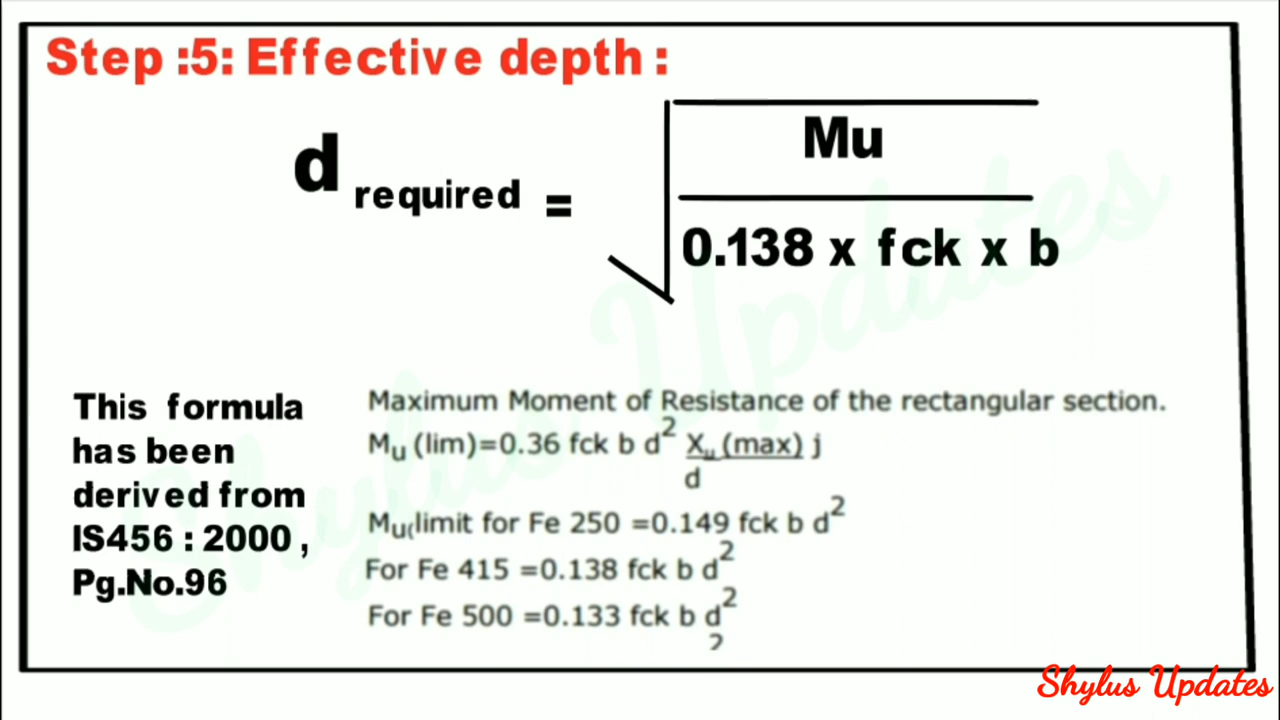 Step :5: Effective depth :
d required = √ Mu
0.138 x fck x b
This formula
has been
derived from
IS456 : 2000 ,
Pg.No.96
Maximum Moment of Resistance of the rectangular section.
Mu (lim)=0.36 fck b d2 Xu (max) j
d
Mu(limit for Fe 250 =0.149 fck b d2
For Fe 415 =0.138 fck b d2
For Fe 500 =0.133 fck b d2
2
Shylus Updates
Shylus Updates